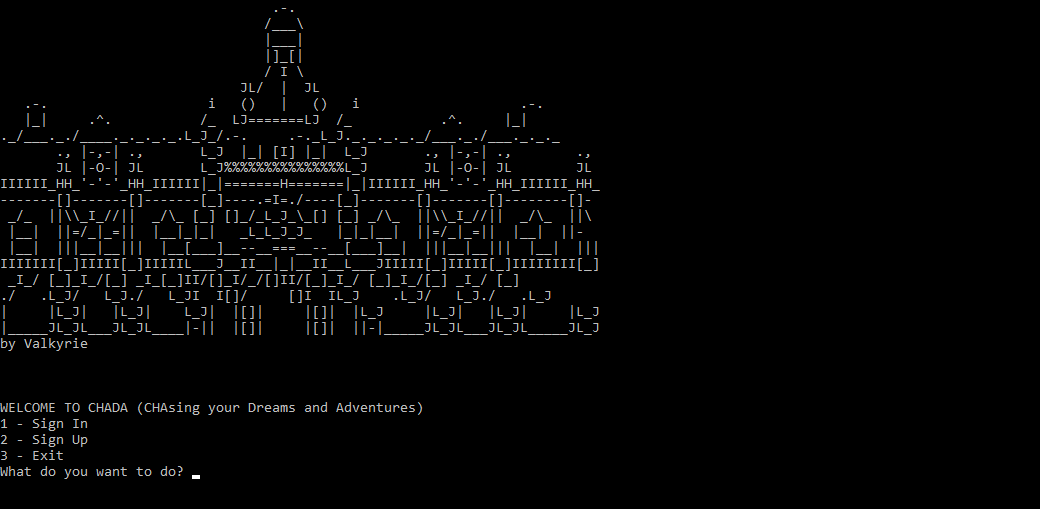 by Valkyrie
WELCOME TO CHADA (CHAsing your Dreams and Adventures)
1 - Sign In
2 - Sign Up
3 - Exit
What do you want to do?